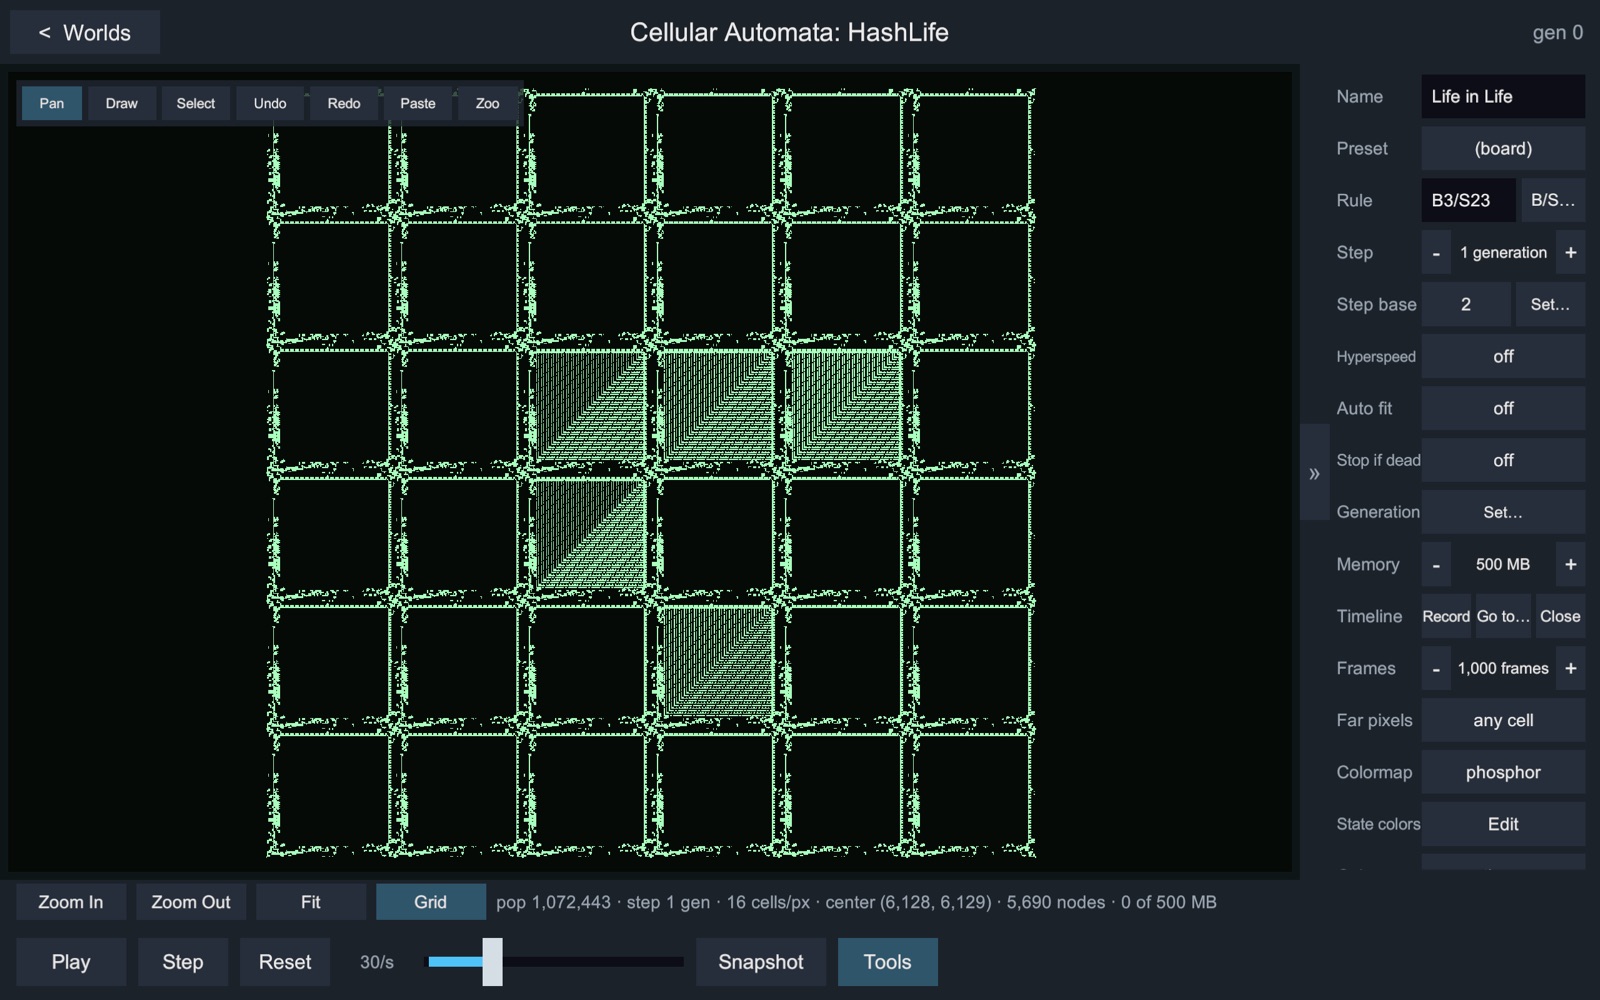 < Worlds
Cellular Automata: HashLife
gen 0
Pan
Draw
Select
Undo
Redo
Paste
Zoo
Name
Life in Life
Preset
(board)
Rule
B3/S23
B/S...
Step
-
1 generation
+
Step base
2
Set...
Hyperspeed
off
Auto fit
off
Stop if dead
off
»
Generation
Set...
Memory
-
500 MB
+
Timeline
Record
Go to...
Close
Frames
-
1,000 frames
+
Far pixels
any cell
Colormap
phosphor
State colors
Edit
Zoom In
Zoom Out
Fit
Grid
pop 1,072,443 · step 1 gen · 16 cells/px · center (6,128, 6,129) · 5,690 nodes · 0 of 500 MB
Play
Step
Reset
30/s
Snapshot
Tools